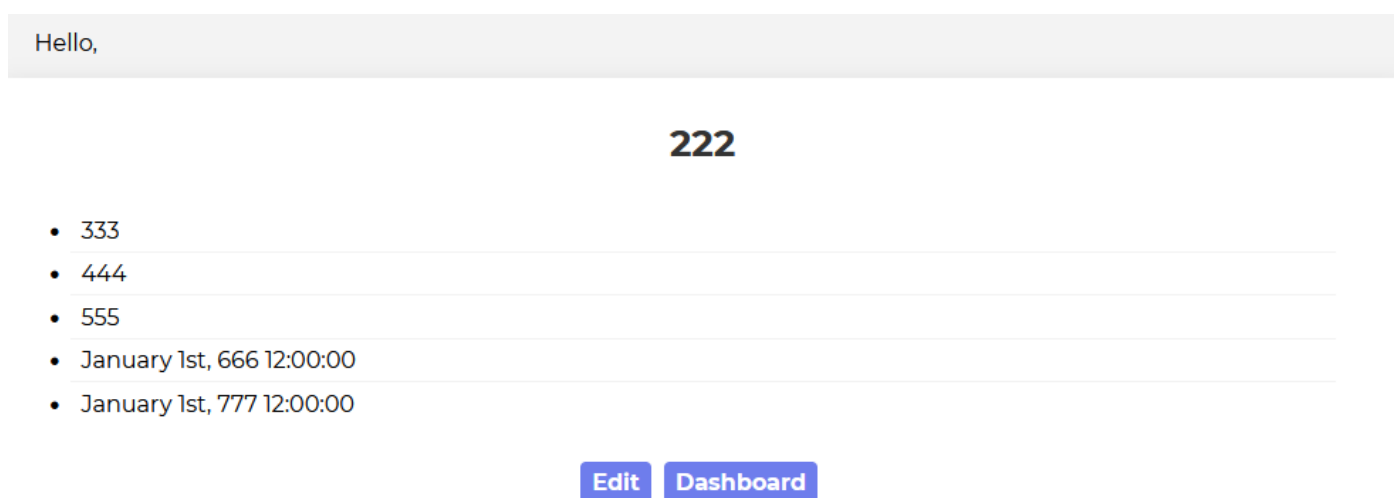 Hello,
222
333
444
555
January 1st, 666 12:00:00
January 1st, 777 12:00:00
Edit Dashboard